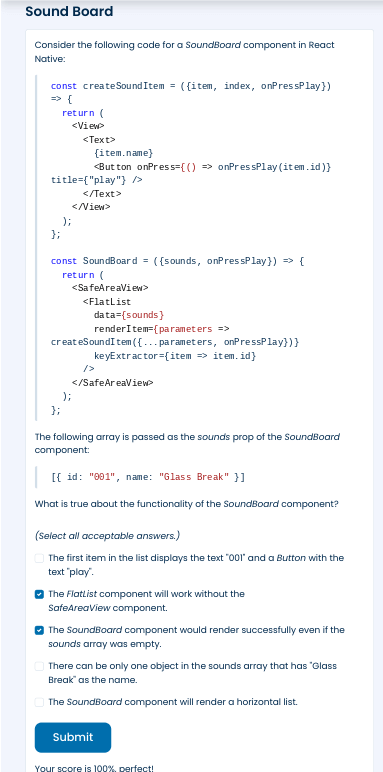 Sound Board
Consider the following code for a SoundBoard component in React
Native:
const createSoundItem = ({item, index, onPressPlay})
=> {
return (
<View>
<Text>
{item.name}
<Button onPress={() => onPressPlay(item.id)}
title={"play"} />
</Text>
</View>
);
};
const SoundBoard = ({sounds, onPressPlay}) => {
return (
<SafeAreaView>
<FlatList
data={sounds}
renderItem={parameters =>
createSoundItem({...parameters, onPressPlay})}
keyExtractor={item => item.id}
/>
</SafeAreaView>
);
};
The following array is passed as the sounds prop of the SoundBoard
component:
[{ id: "001", name: "Glass Break" }]
What is true about the functionality of the SoundBoard component?
(Select all acceptable answers.)
The first item in the list displays the text "001" and a Button with the
text "play".
The FlatList component will work without the
SafeAreaView component.
The SoundBoard component would render successfully even if the
sounds array was empty.
There can be only one object in the sounds array that has "Glass
Break" as the name.
The SoundBoard component will render a horizontal list.
Submit
Your score is 100%, perfect!